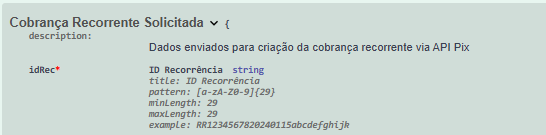 Cobrança Recorrente Solicitada {
description:
Dados enviados para criação da cobrança recorrente via API Pix
idRec* ID Recorrência string
title: ID Recorrência
pattern: [a-zA-Z0-9]{29}
minLength: 29
maxLength: 29
example: RR1234567820240115abcdefghijk